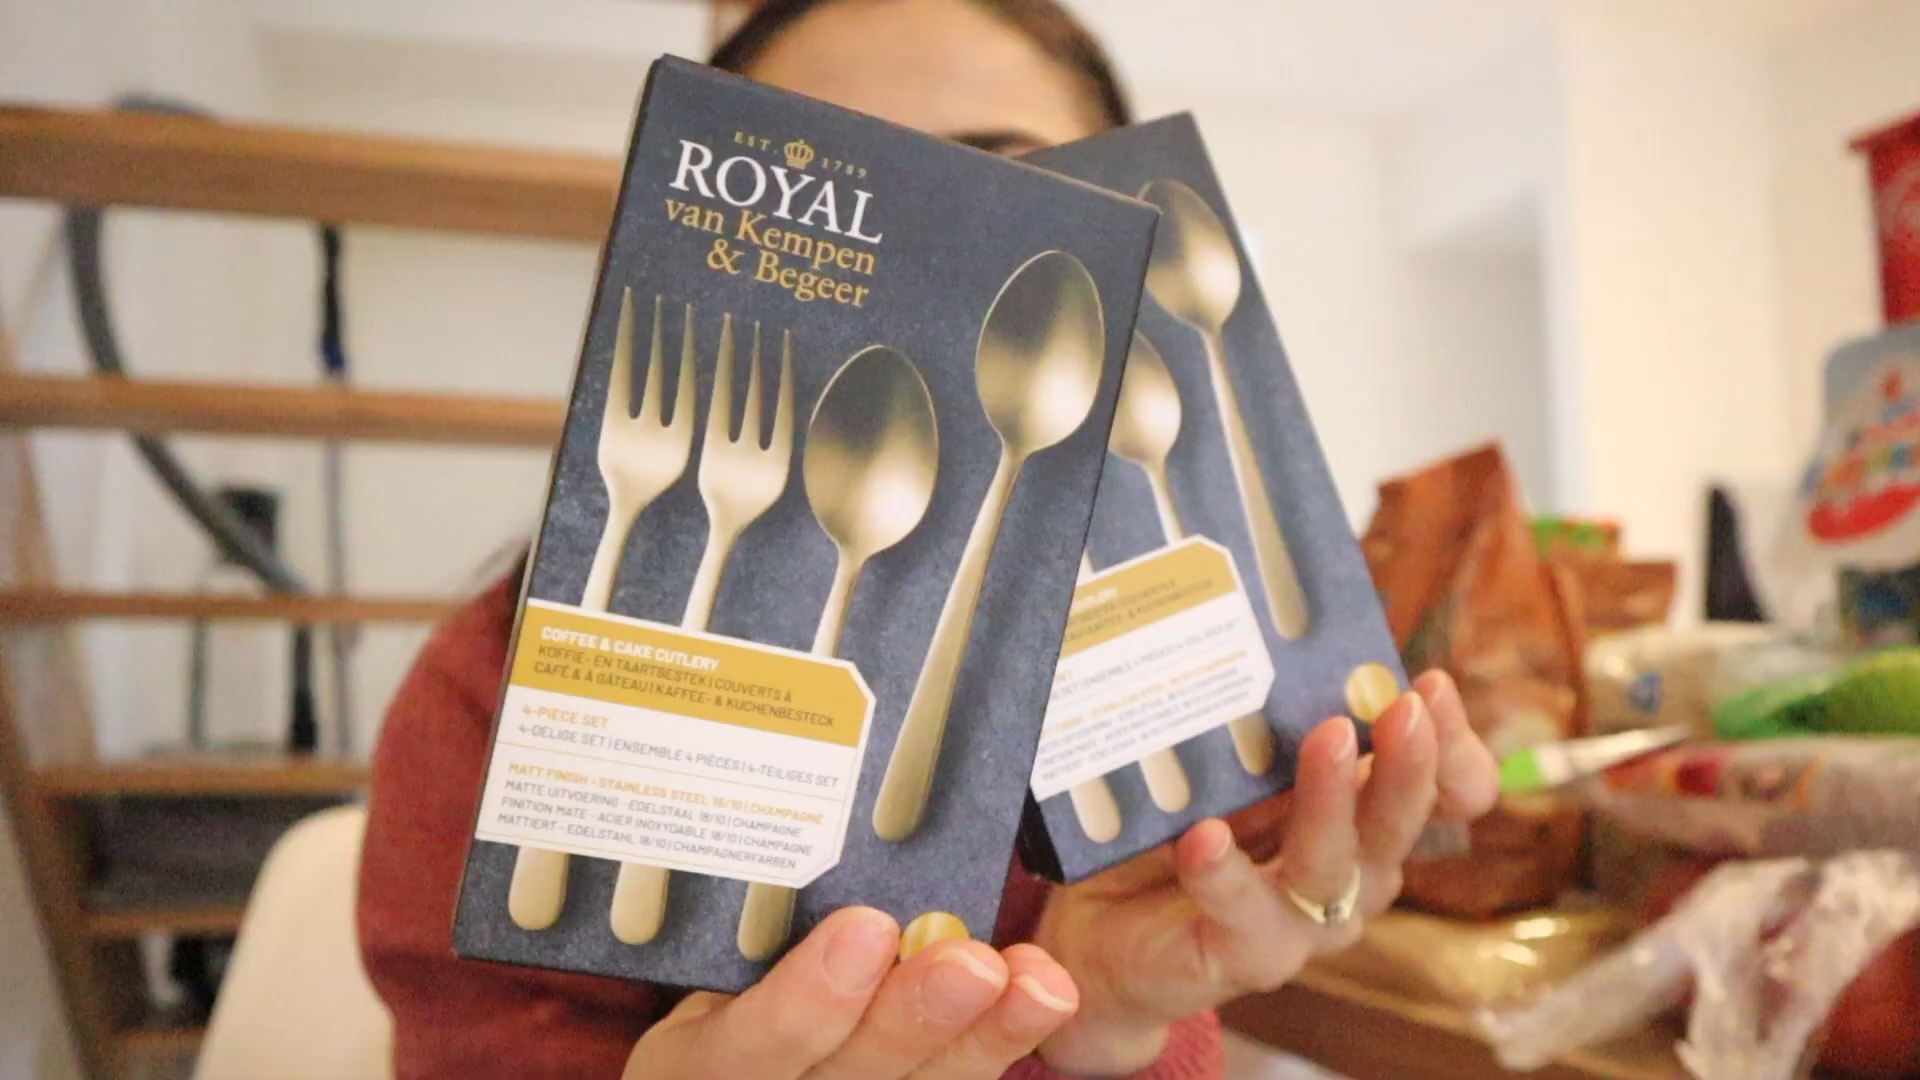 EST. 1789
ROYAL
van Kempen
& Begeer
COFFEE & CAKE CUTLERY
KOFFIE- EN TAARTBESTEK | COUVERTS À
CAFÉ & À GÂTEAU | KAFFEE- & KUCHENBESTECK
4-PIECE SET
4-DELIGE SET | ENSEMBLE 4 PIÈCES | 4-TEILIGES SET
MATT FINISH - STAINLESS STEEL 18/10 | CHAMPAGNE
MATTE UITVOERING - EDELSTAAL 18/10 | CHAMPAGNE
FINITION MATE - ACIER INOXYDABLE 18/10 | CHAMPAGNE
MATTIERT - EDELSTAHL 18/10 | CHAMPAGNERFARBEN